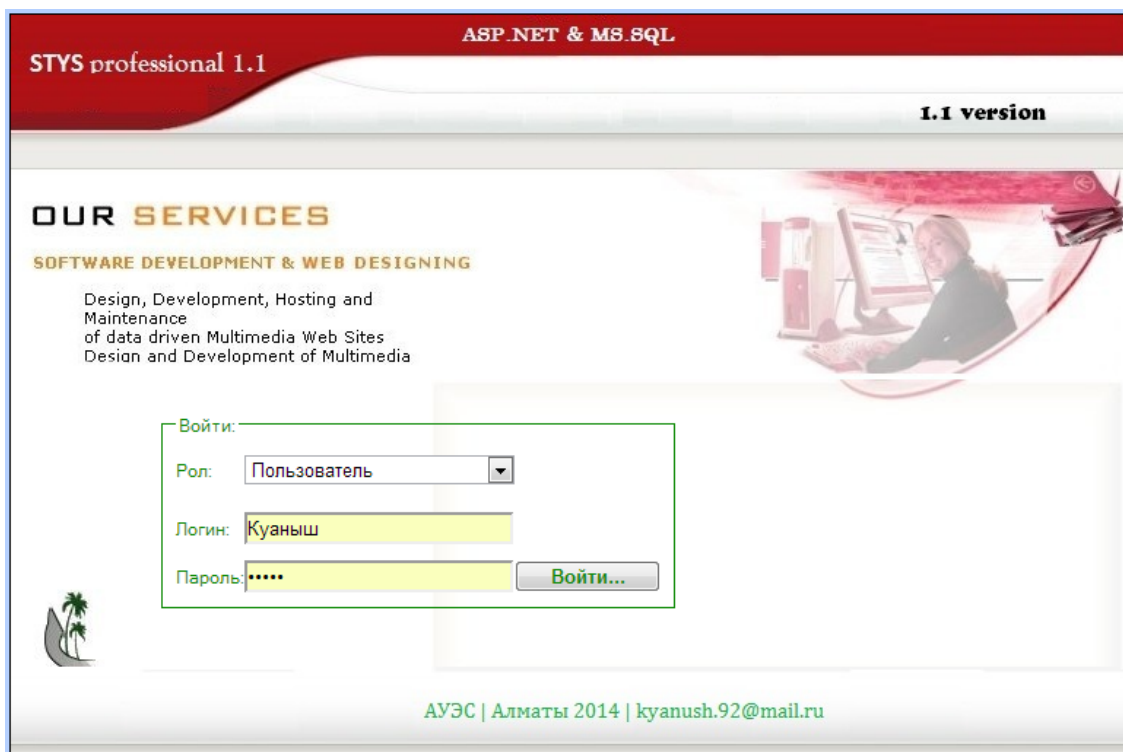 ASP.NET & MS.SQL
STYS professional 1.1
1.1 version
OUR SERVICES
SOFTWARE DEVELOPMENT & WEB DESIGNING
Design, Development, Hosting and
Maintenance
of data driven Multimedia Web Sites
Design and Development of Multimedia
Войти:
Рол: Пользователь
Логин: Куаныш
Пароль: ••••• Войти...
АУЭС | Алматы 2014 | kyanush.92@mail.ru